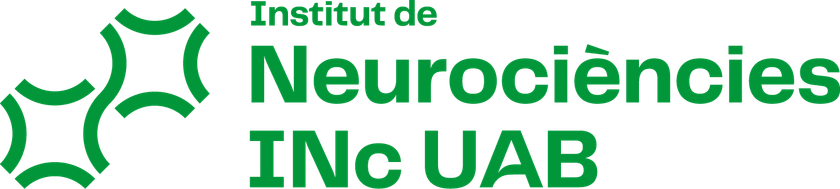 Institut de
Neurociències
INc UAB